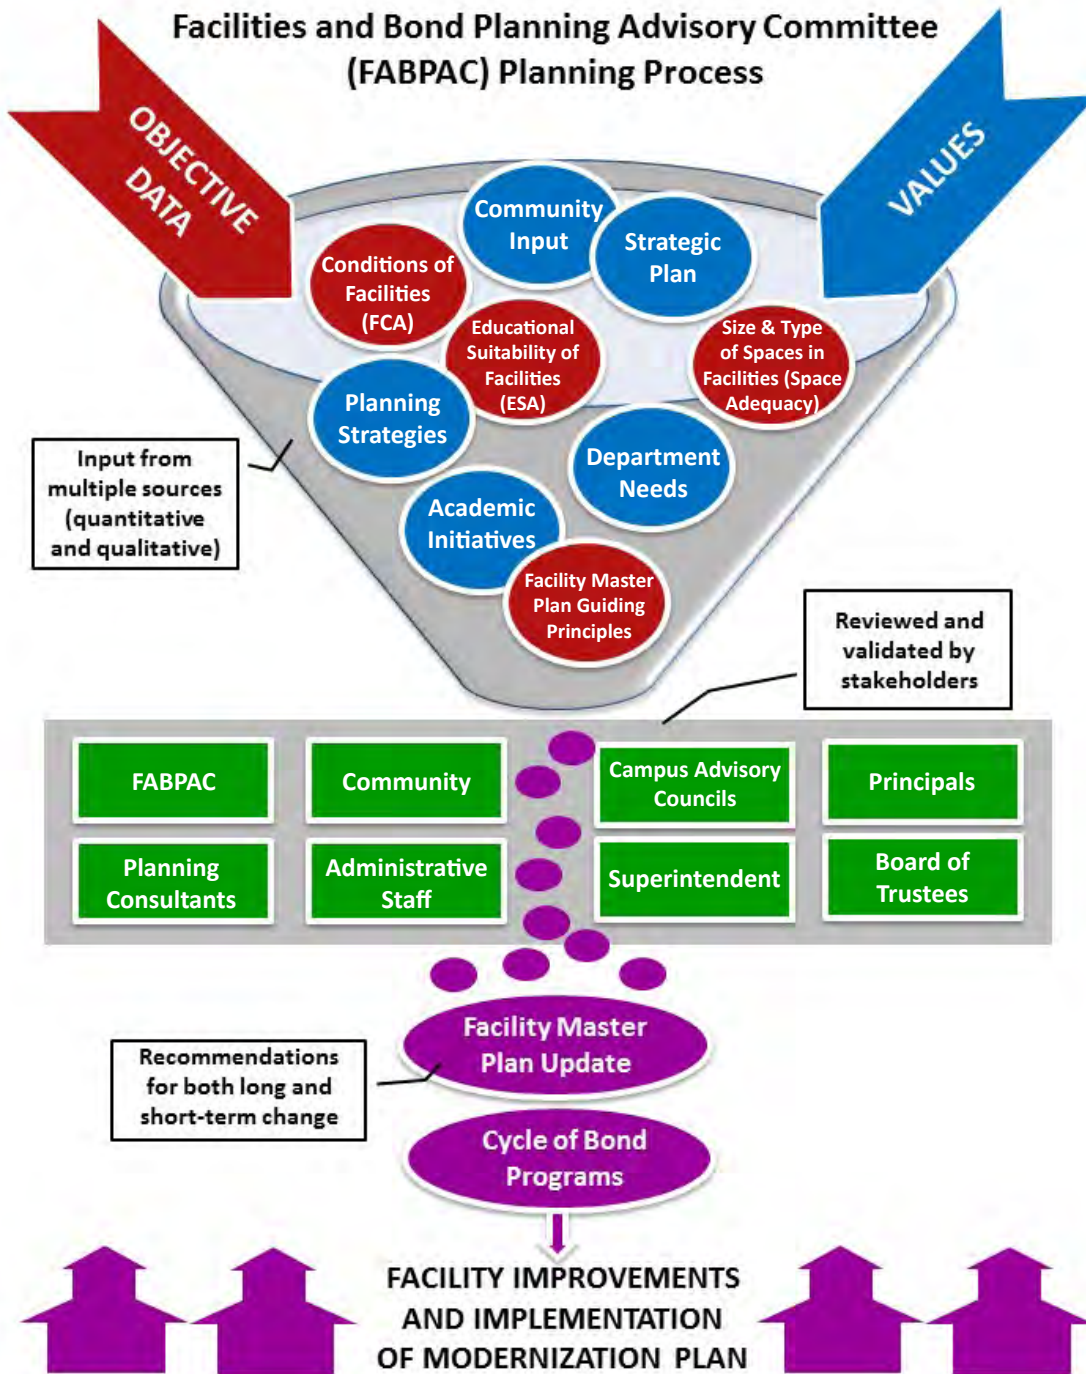 Facilities and Bond Planning Advisory Committee
(FABPAC) Planning Process
OBJECTIVE
DATA
VALUES
Community
Input
Strategic
Plan
Conditions of
Facilities
(FCA)
Educational
Suitability of
Facilities
(ESA)
Size & Type
of Spaces in
Facilities (Space
Adequacy)
Planning
Strategies
Department
Needs
Academic
Initiatives
Facility Master
Plan Guiding
Principles
Input from
multiple sources
(quantitative
and qualitative)
Reviewed and
validated by
stakeholders
FABPAC
Community
Campus Advisory
Councils
Principals
Planning
Consultants
Administrative
Staff
Superintendent
Board of
Trustees
Facility Master
Plan Update
Recommendations
for both long and
short-term change
Cycle of Bond
Programs
FACILITY IMPROVEMENTS
AND IMPLEMENTATION
OF MODERNIZATION PLAN